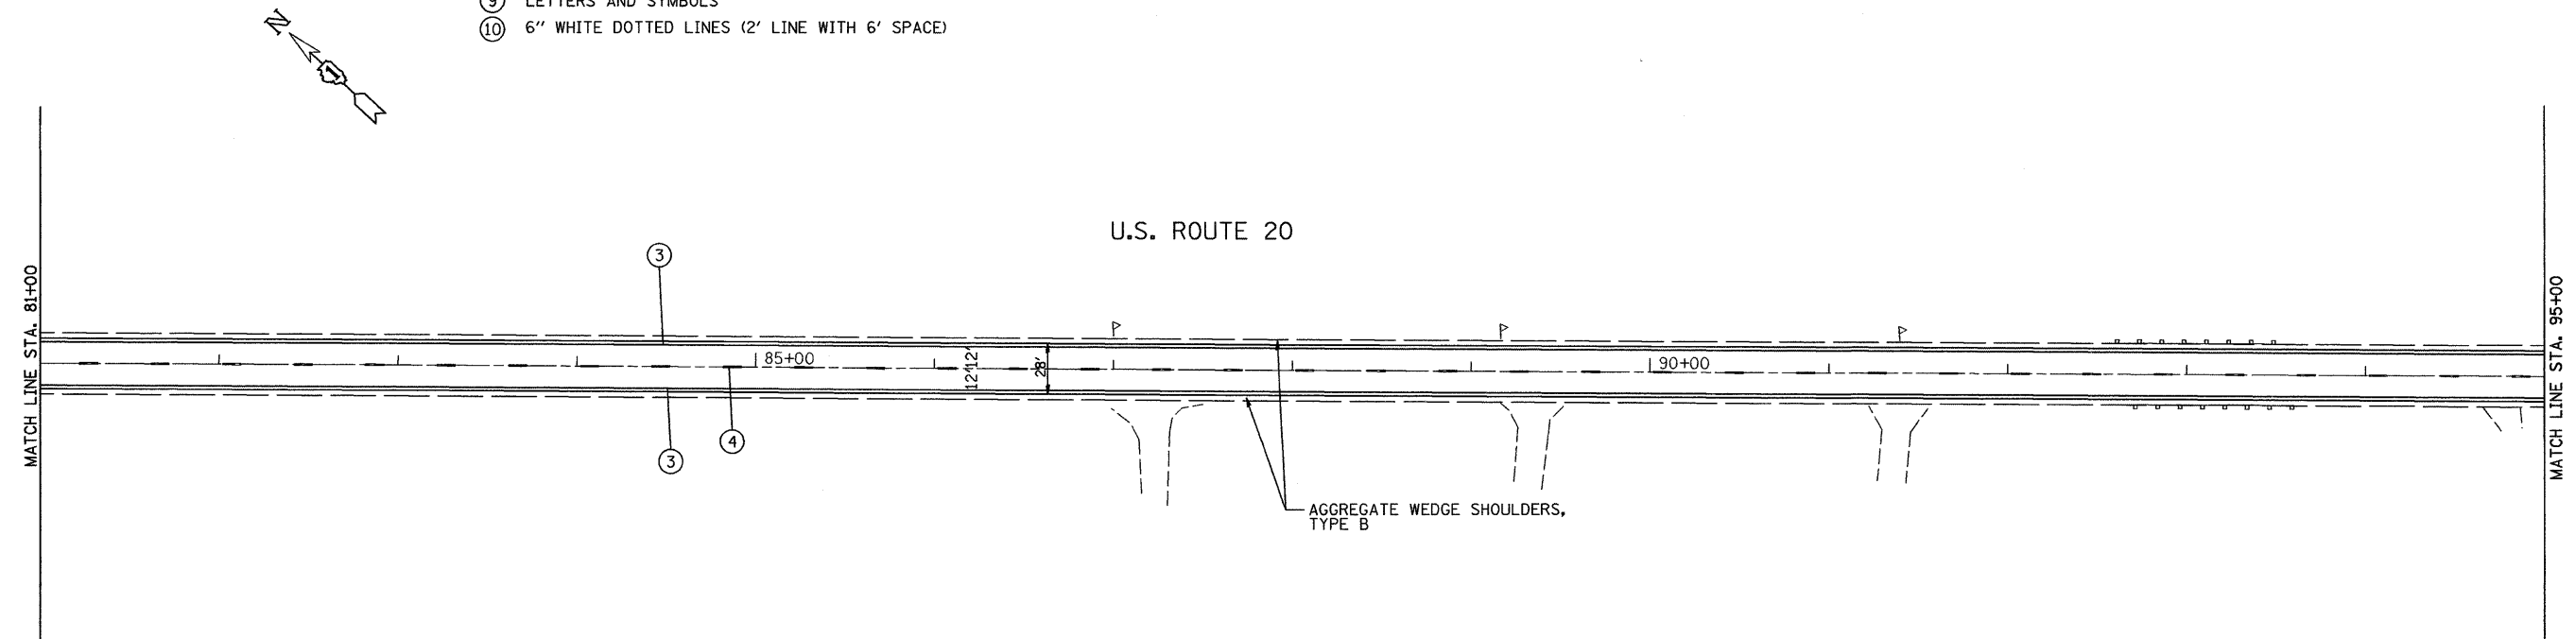 9 LETTERS AND SYMBOLS
10 6" WHITE DOTTED LINES (2' LINE WITH 6' SPACE)
N
1
U.S. ROUTE 20
3
MATCH LINE STA. 81+00
MATCH LINE STA. 95+00
85+00
12' 12'
28'
90+00
4
3
AGGREGATE WEDGE SHOULDERS,
TYPE B